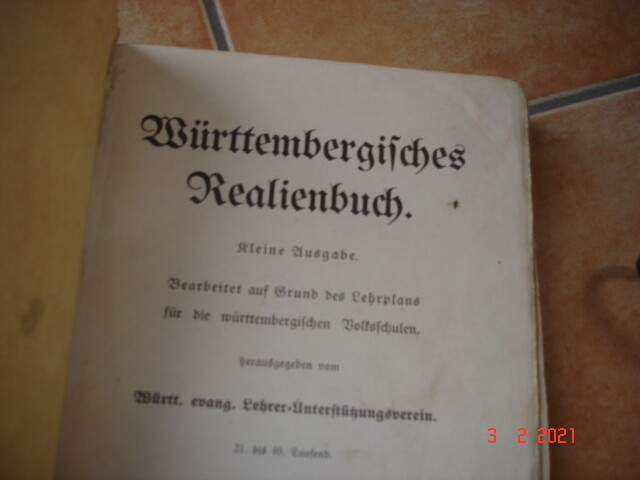 Württembergisches
Realienbuch.
Kleine Ausgabe.
Bearbeitet auf Grund des Lehrplans
für die württembergischen Volksschulen,
herausgegeben vom
Württ. evang. Lehrer-Unterstützungsverein.
21. bis 40. Tausend.
3 2 2021